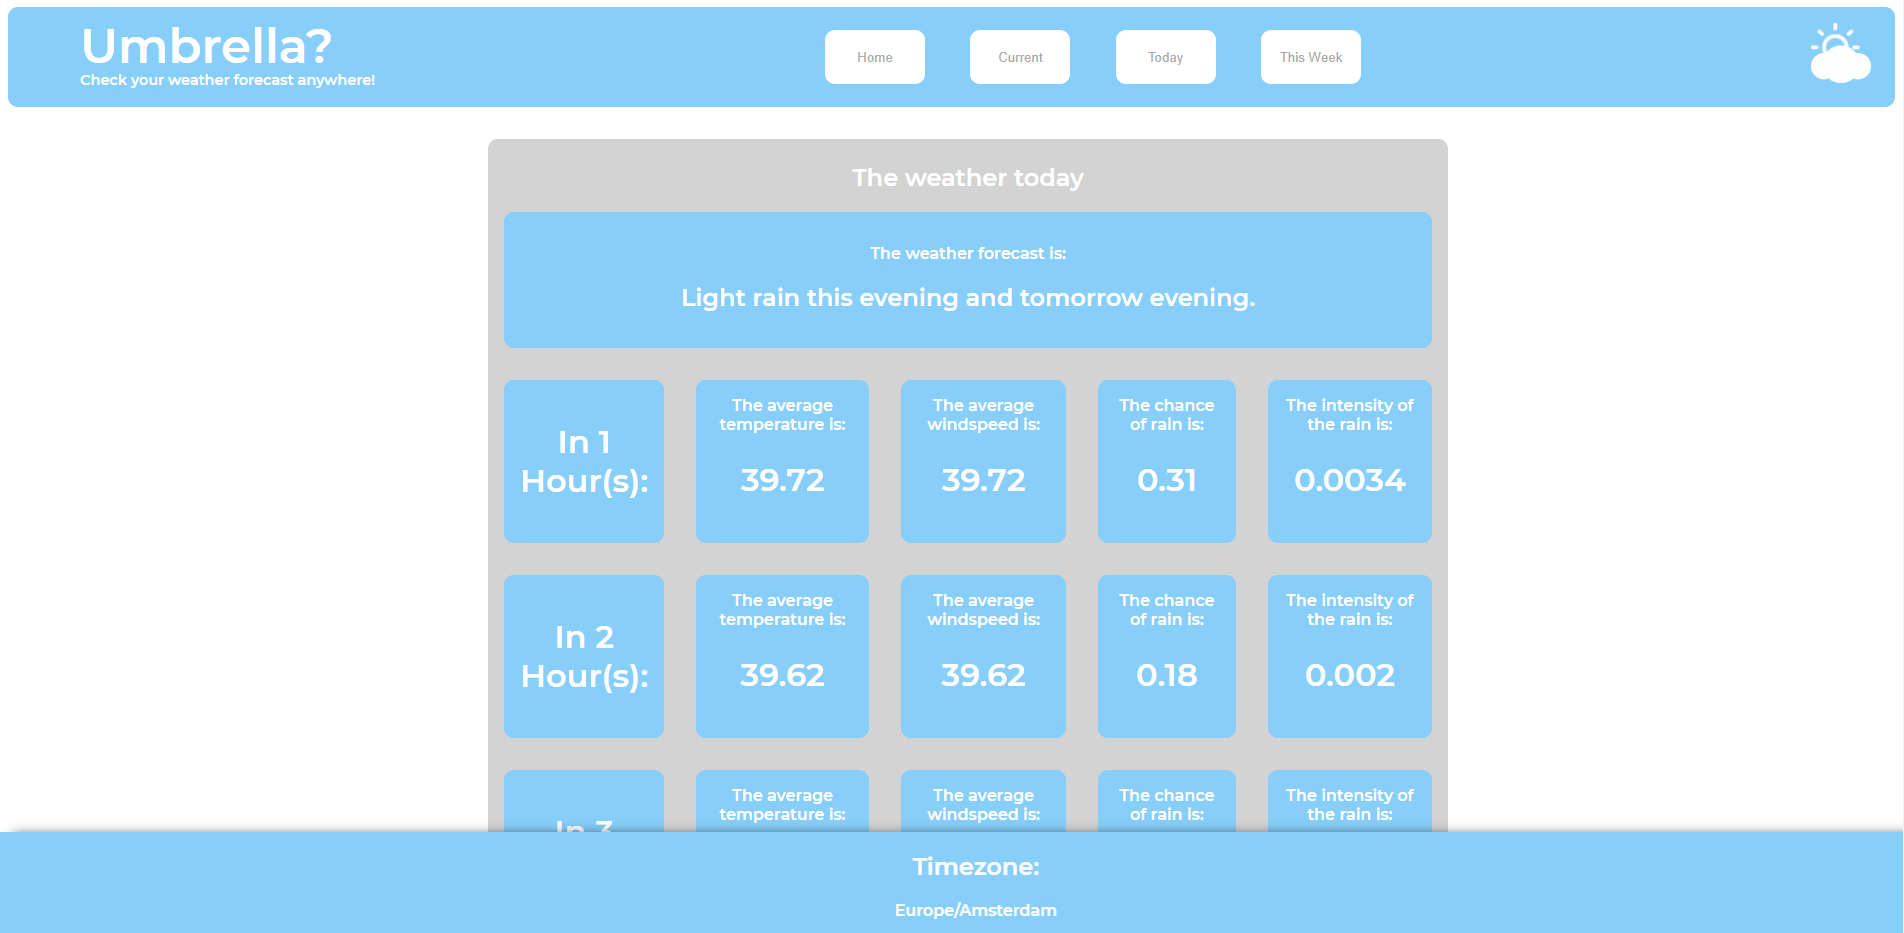 Umbrella?
Check your weather forecast anywhere!
Home
Current
Today
This Week
The weather today
The weather forecast is:
Light rain this evening and tomorrow evening.
In 1
Hour(s):
The average
temperature is:
39.72
The average
windspeed is:
39.72
The chance
of rain is:
0.31
The intensity of
the rain is:
0.0034
In 2
Hour(s):
The average
temperature is:
39.62
The average
windspeed is:
39.62
The chance
of rain is:
0.18
The intensity of
the rain is:
0.002
In 3
The average
temperature is:
The average
windspeed is:
The chance
of rain is:
The intensity of
the rain is:
Timezone:
Europe/Amsterdam